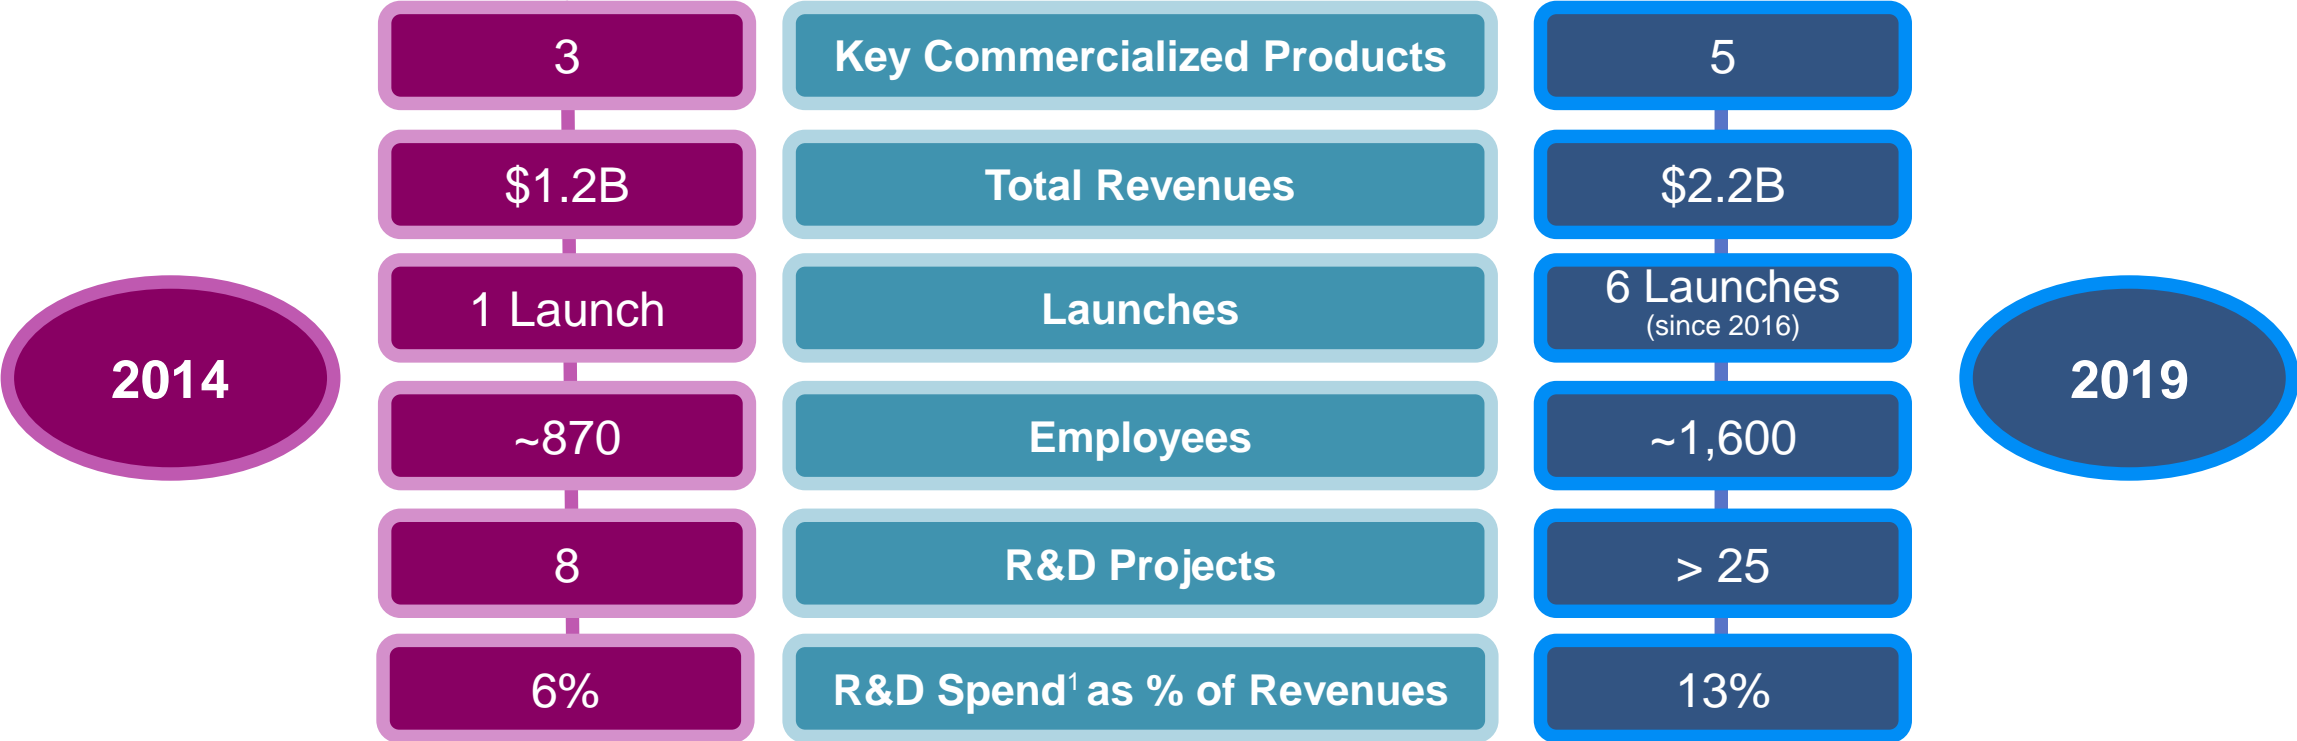 3 Key Commercialized Products 5
$1.2B Total Revenues $2.2B
1 Launch Launches 6 Launches
(since 2016)
2014 2019
~870 Employees ~1,600
8 R&D Projects > 25
6% R&D Spend¹ as % of Revenues 13%